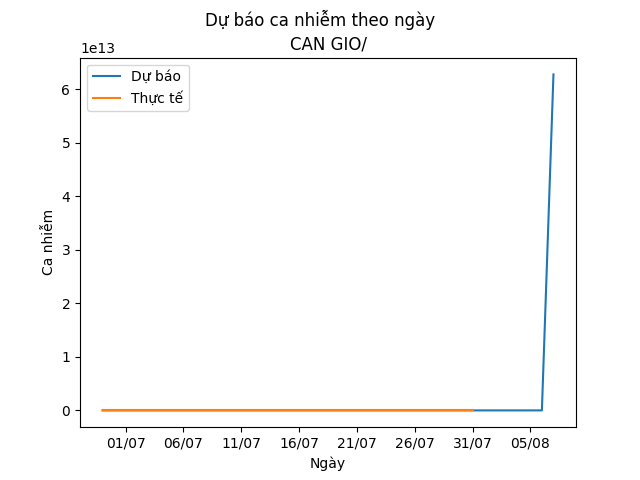 Dự báo ca nhiễm theo ngày
CAN GIO/
1e13
Dự báo
Thực tế
6
5
4
3
2
1
0
Ca nhiễm
01/07 06/07 11/07 16/07 21/07 26/07 31/07 05/08
Ngày